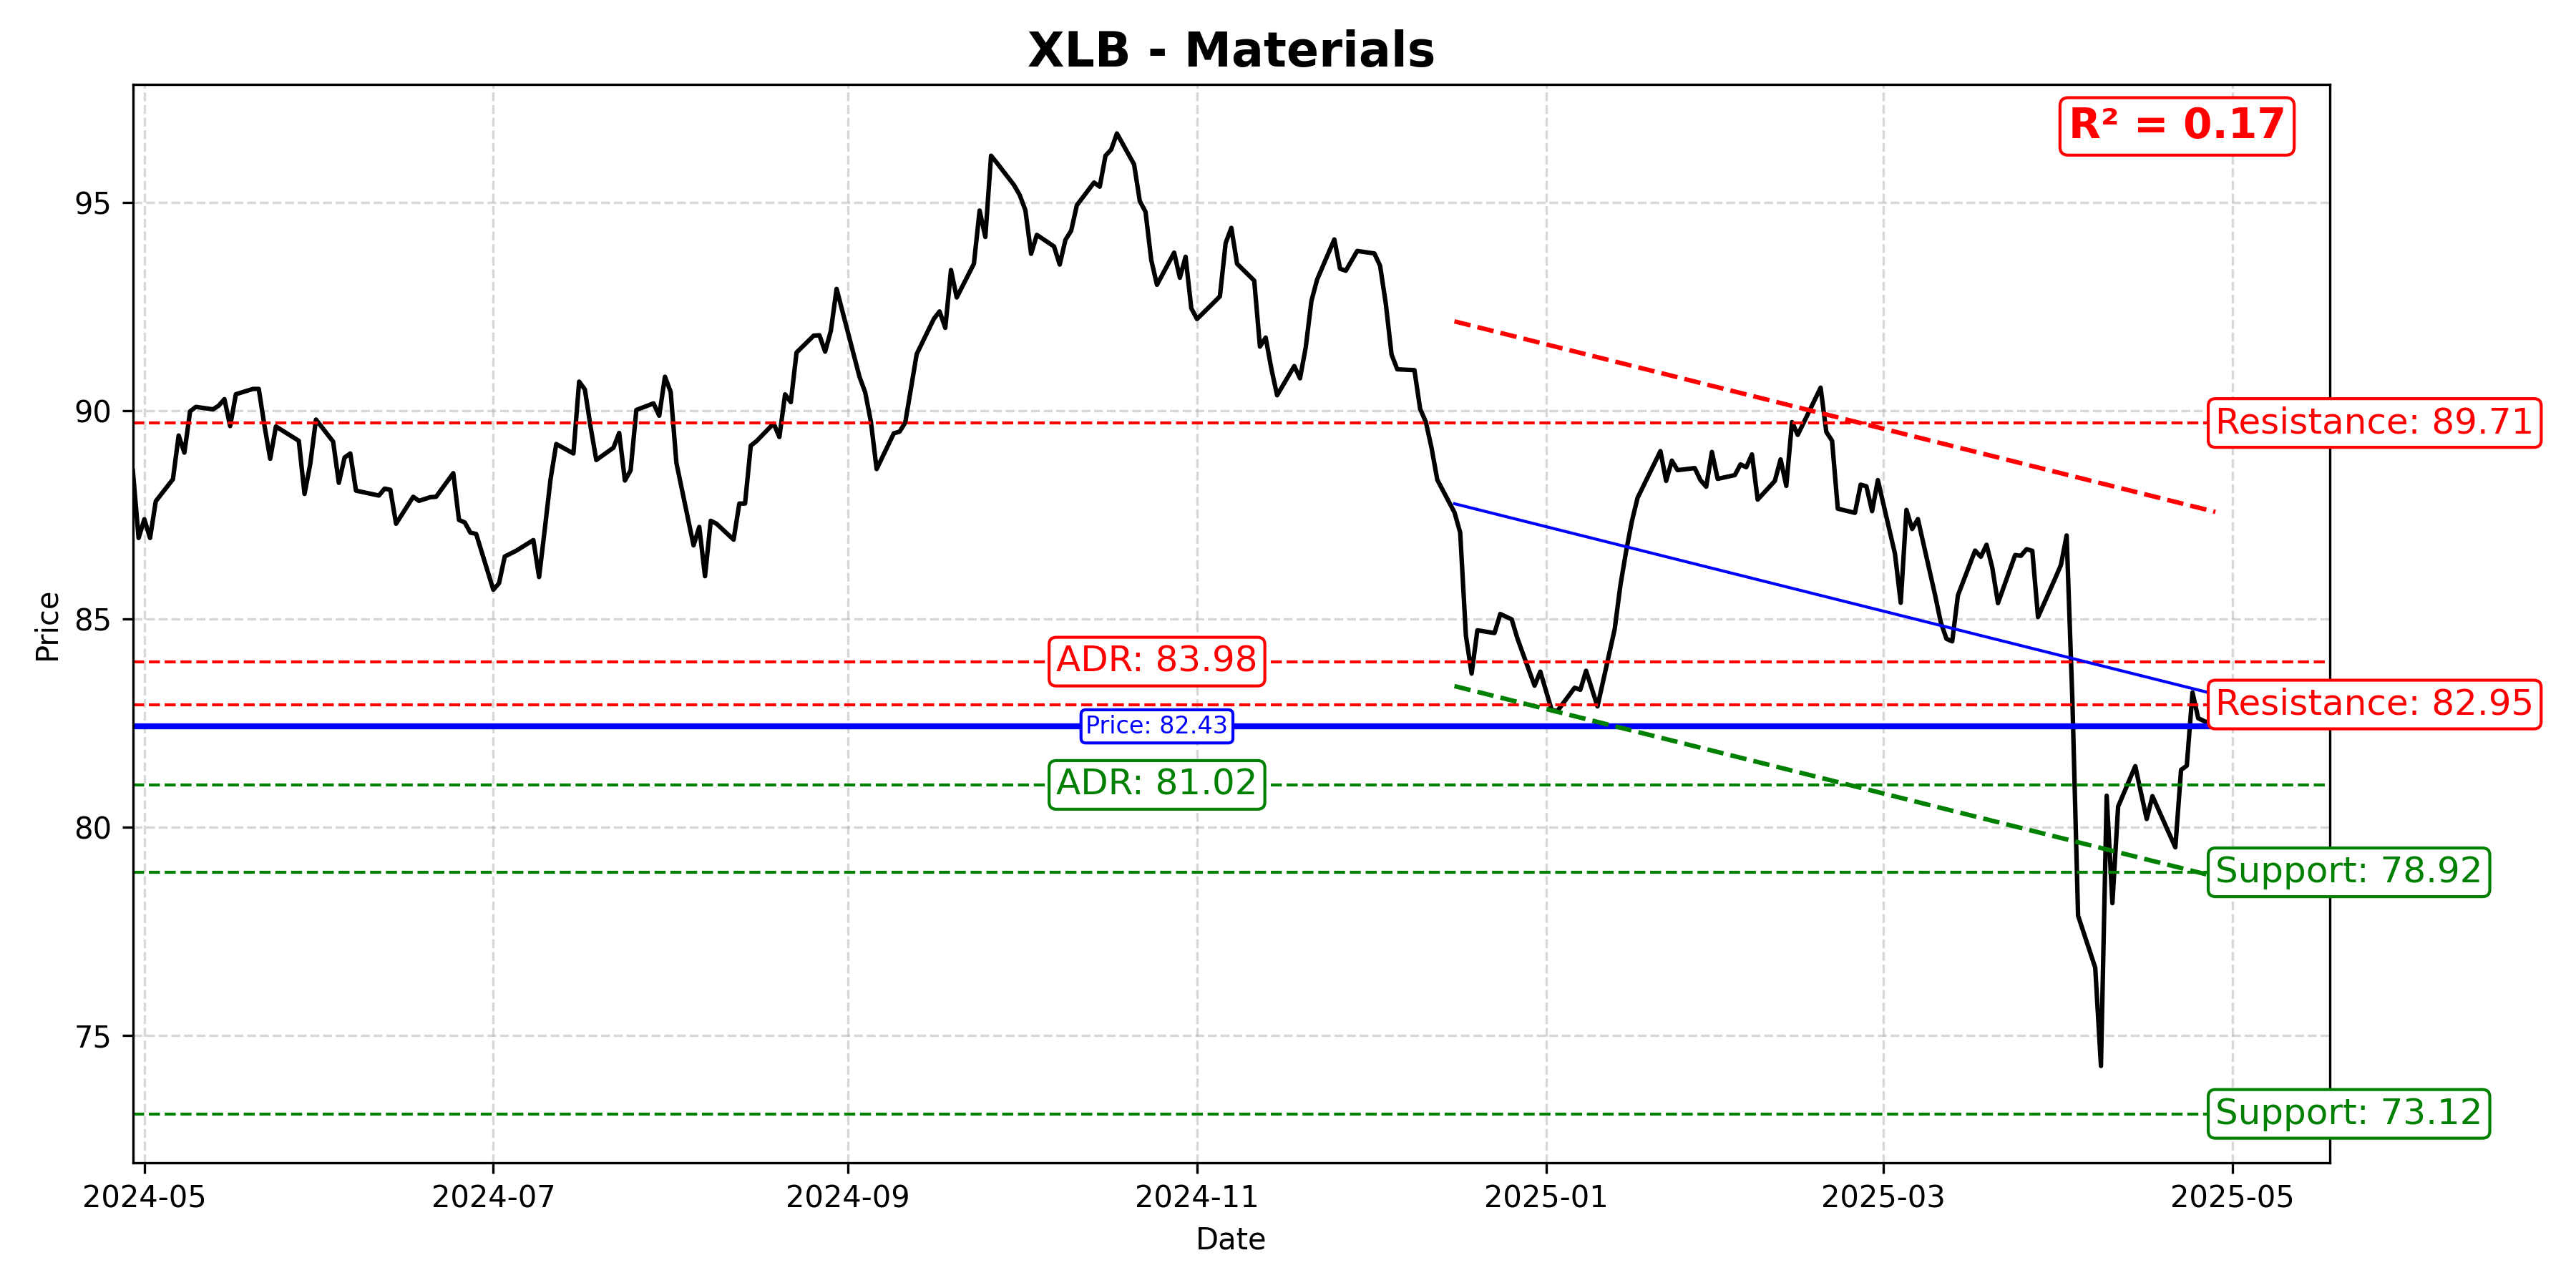 XLB - Materials
R² = 0.17
95
90
85
80
75
Price
Resistance: 89.71
ADR: 83.98
Resistance: 82.95
Price: 82.43
ADR: 81.02
Support: 78.92
Support: 73.12
2024-05
2024-07
2024-09
2024-11
2025-01
2025-03
2025-05
Date